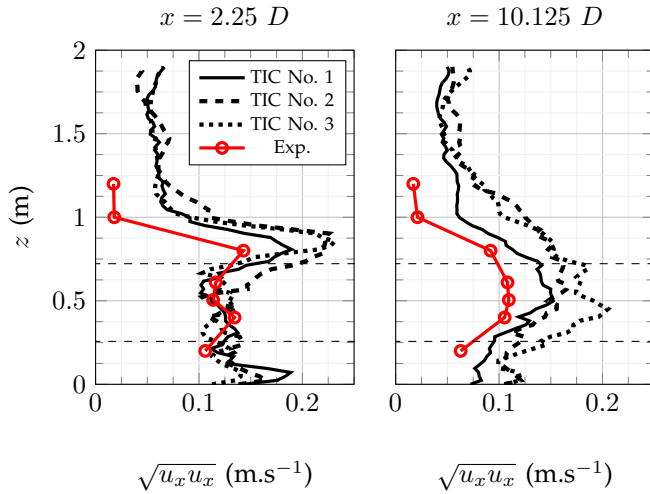 x = 2.25 D
x = 10.125 D
2
1.5
1
0.5
0
z (m)
TIC No. 1
TIC No. 2
TIC No. 3
Exp.
0 0.1 0.2
0 0.1 0.2
√uₓuₓ (m.s⁻¹)
√uₓuₓ (m.s⁻¹)